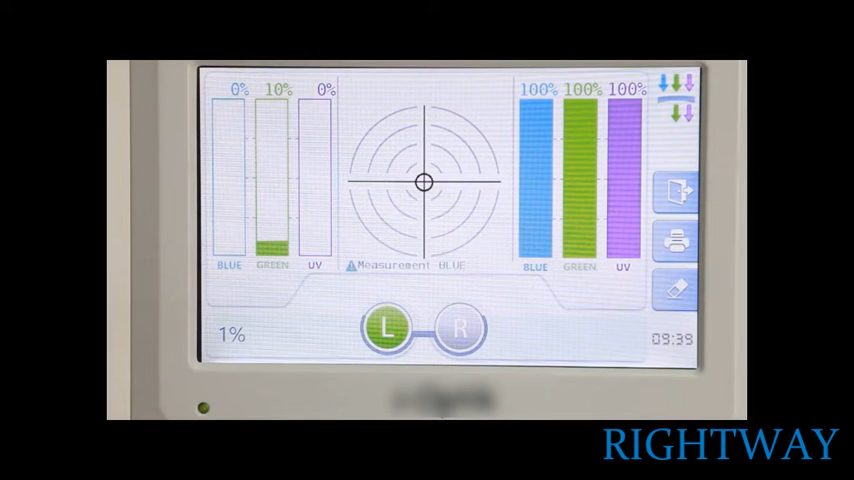 0% 10% 0% 100% 100% 100%
BLUE GREEN UV BLUE GREEN UV
Measurement BLUE
L R
1%
09:39
RIGHTWAY